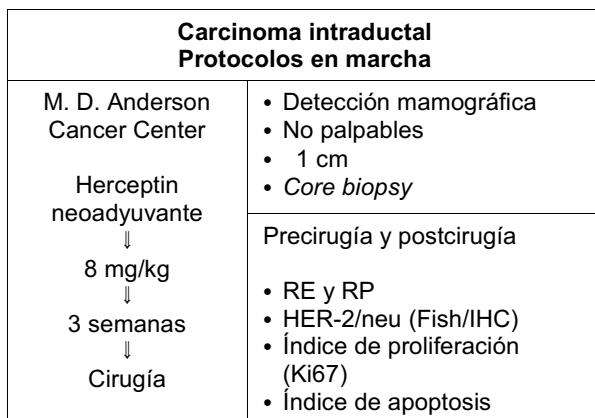 Carcinoma intraductal
Protocolos en marcha
M. D. Anderson
Cancer Center
Herceptin
neoadyuvante
⇓
8 mg/kg
⇓
3 semanas
⇓
Cirugía
• Detección mamográfica
• No palpables
• 1 cm
• Core biopsy
Precirugía y postcirugía
• RE y RP
• HER-2/neu (Fish/IHC)
• Índice de proliferación
(Ki67)
• Índice de apoptosis